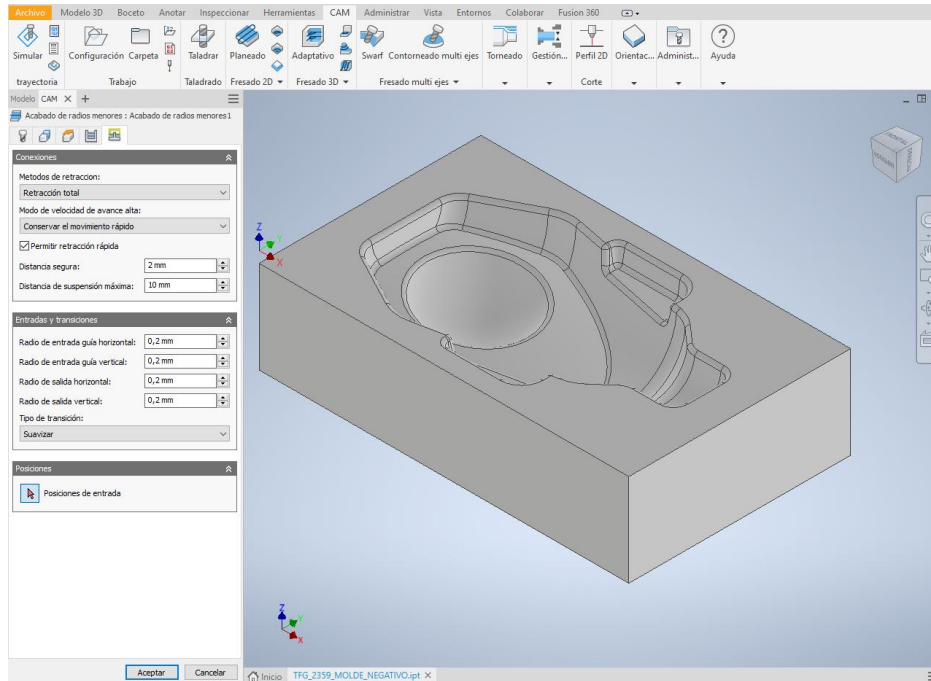 Archivo Modelo 3D Boceto Anotar Inspeccionar Herramientas CAM Administrar Vista Entornos Colaborar Fusion 360
Simular Configuración Carpeta Taladrar Planeado Adaptativo Swarf Contorneado multi ejes Torneado Gestión... Perfil 2D Orientac... Administ... Ayuda
trayectoria Trabajo Taladrado Fresado 2D Fresado 3D Fresado multi ejes Corte
Modelo CAM × +
Acabado de radios menores : Acabado de radios menores1
Conexiones
Metodos de retraccion:
Retracción total
Modo de velocidad de avance alta:
Conservar el movimiento rápido
Permitir retracción rápida
Distancia segura: 2 mm
Distancia de suspensión máxima: 10 mm
Entradas y transiciones
Radio de entrada guía horizontal: 0,2 mm
Radio de entrada guía vertical: 0,2 mm
Radio de salida horizontal: 0,2 mm
Radio de salida vertical: 0,2 mm
Tipo de transición:
Suavizar
Posiciones
Posiciones de entrada
Z
Y
X
Z
Y
X
Aceptar Cancelar
Inicio TFG_2359_MOLDE_NEGATIVO.ipt ×